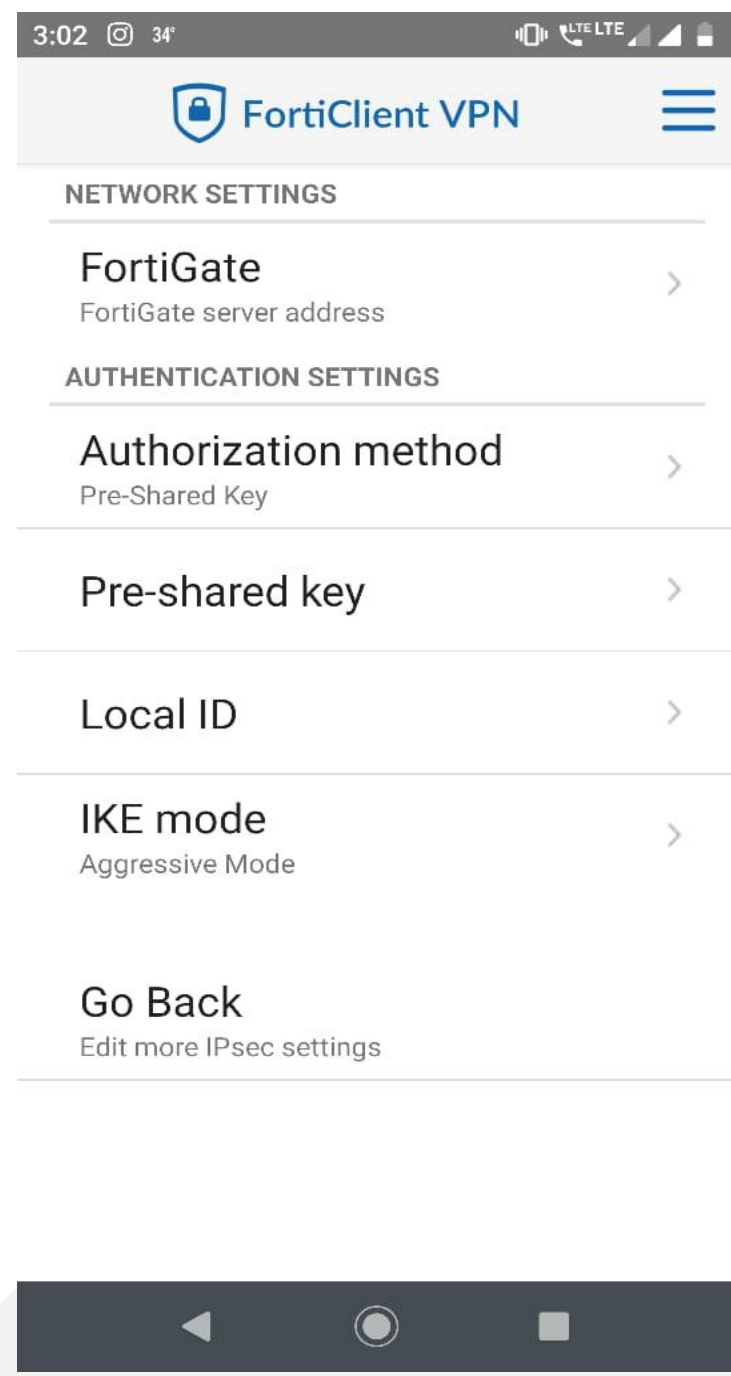 3:02 34° LTE LTE
FortiClient VPN
NETWORK SETTINGS
FortiGate
FortiGate server address
AUTHENTICATION SETTINGS
Authorization method
Pre-Shared Key
Pre-shared key
Local ID
IKE mode
Aggressive Mode
Go Back
Edit more IPsec settings